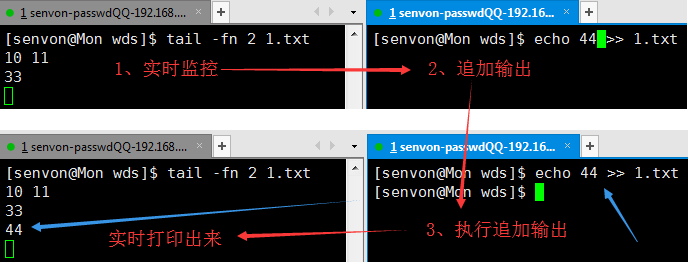 1 senvon-passwdQQ-192.168....
[senvon@Mon wds]$ tail -fn 2 1.txt
10 11
33
1、实时监控
1 senvon-passwdQQ-192.16...
[senvon@Mon wds]$ echo 44 >> 1.txt
2、追加输出
1 senvon-passwdQQ-192.168....
[senvon@Mon wds]$ tail -fn 2 1.txt
10 11
33
44
实时打印出来
1 senvon-passwdQQ-192.16...
[senvon@Mon wds]$ echo 44 >> 1.txt
[senvon@Mon wds]$
3、执行追加输出